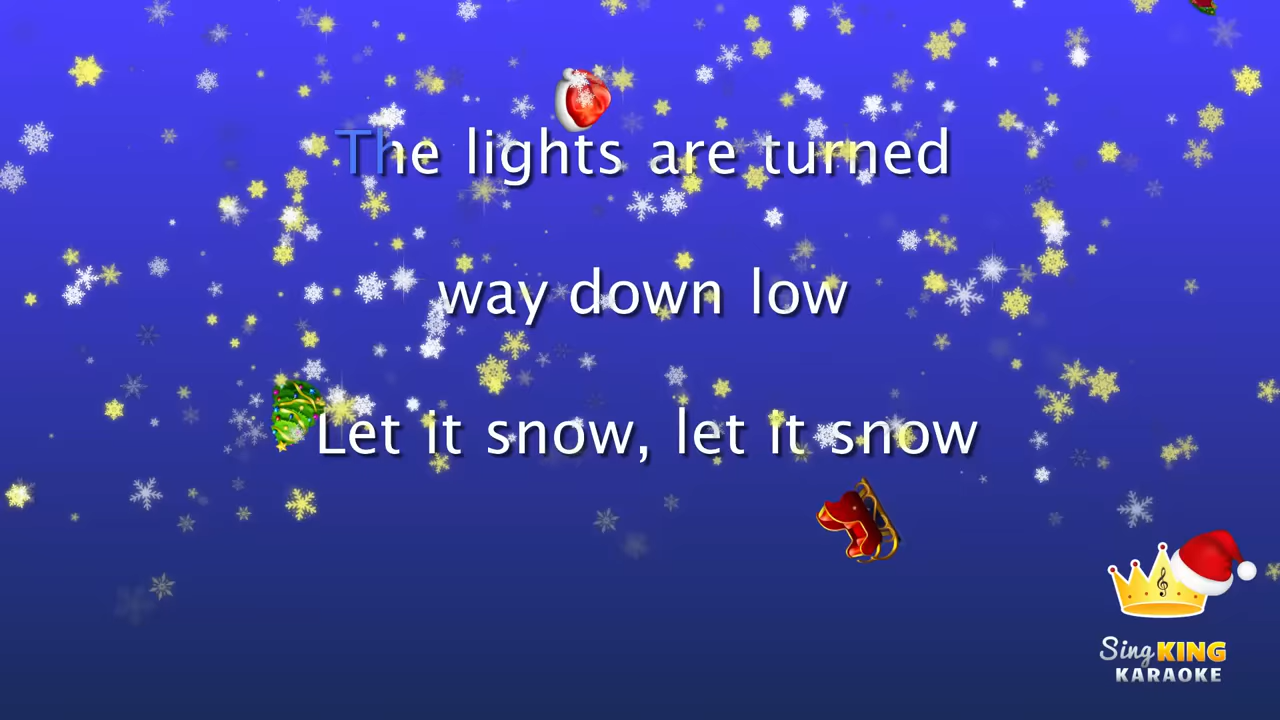 The lights are turned
way down low
Let it snow, let it snow
Sing KING
KARAOKE